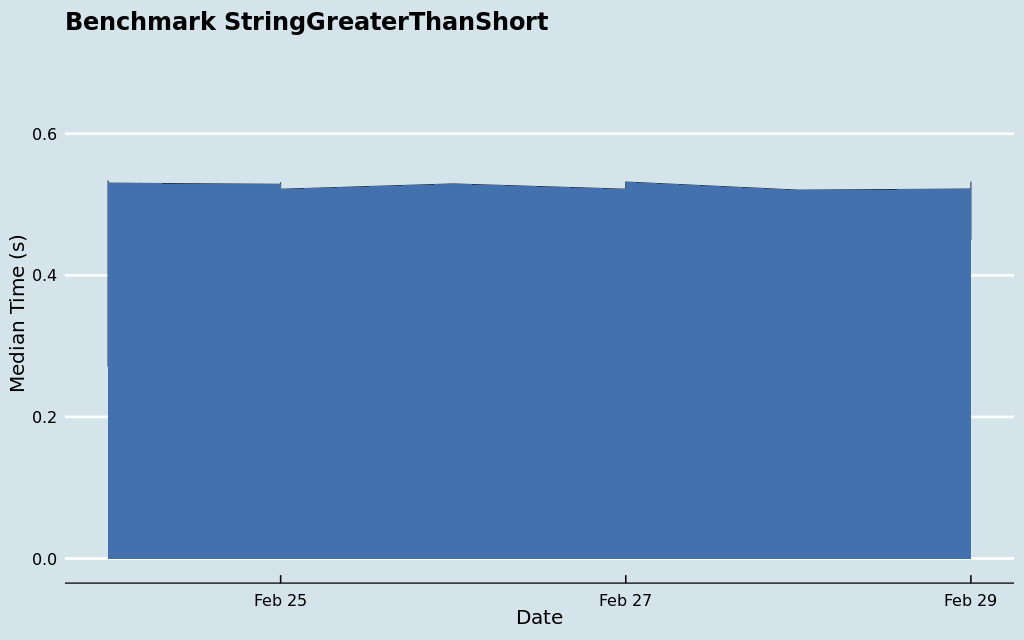 Benchmark StringGreaterThanShort
0.6
0.4
0.2
0.0
Median Time (s)
Feb 25
Feb 27
Feb 29
Date